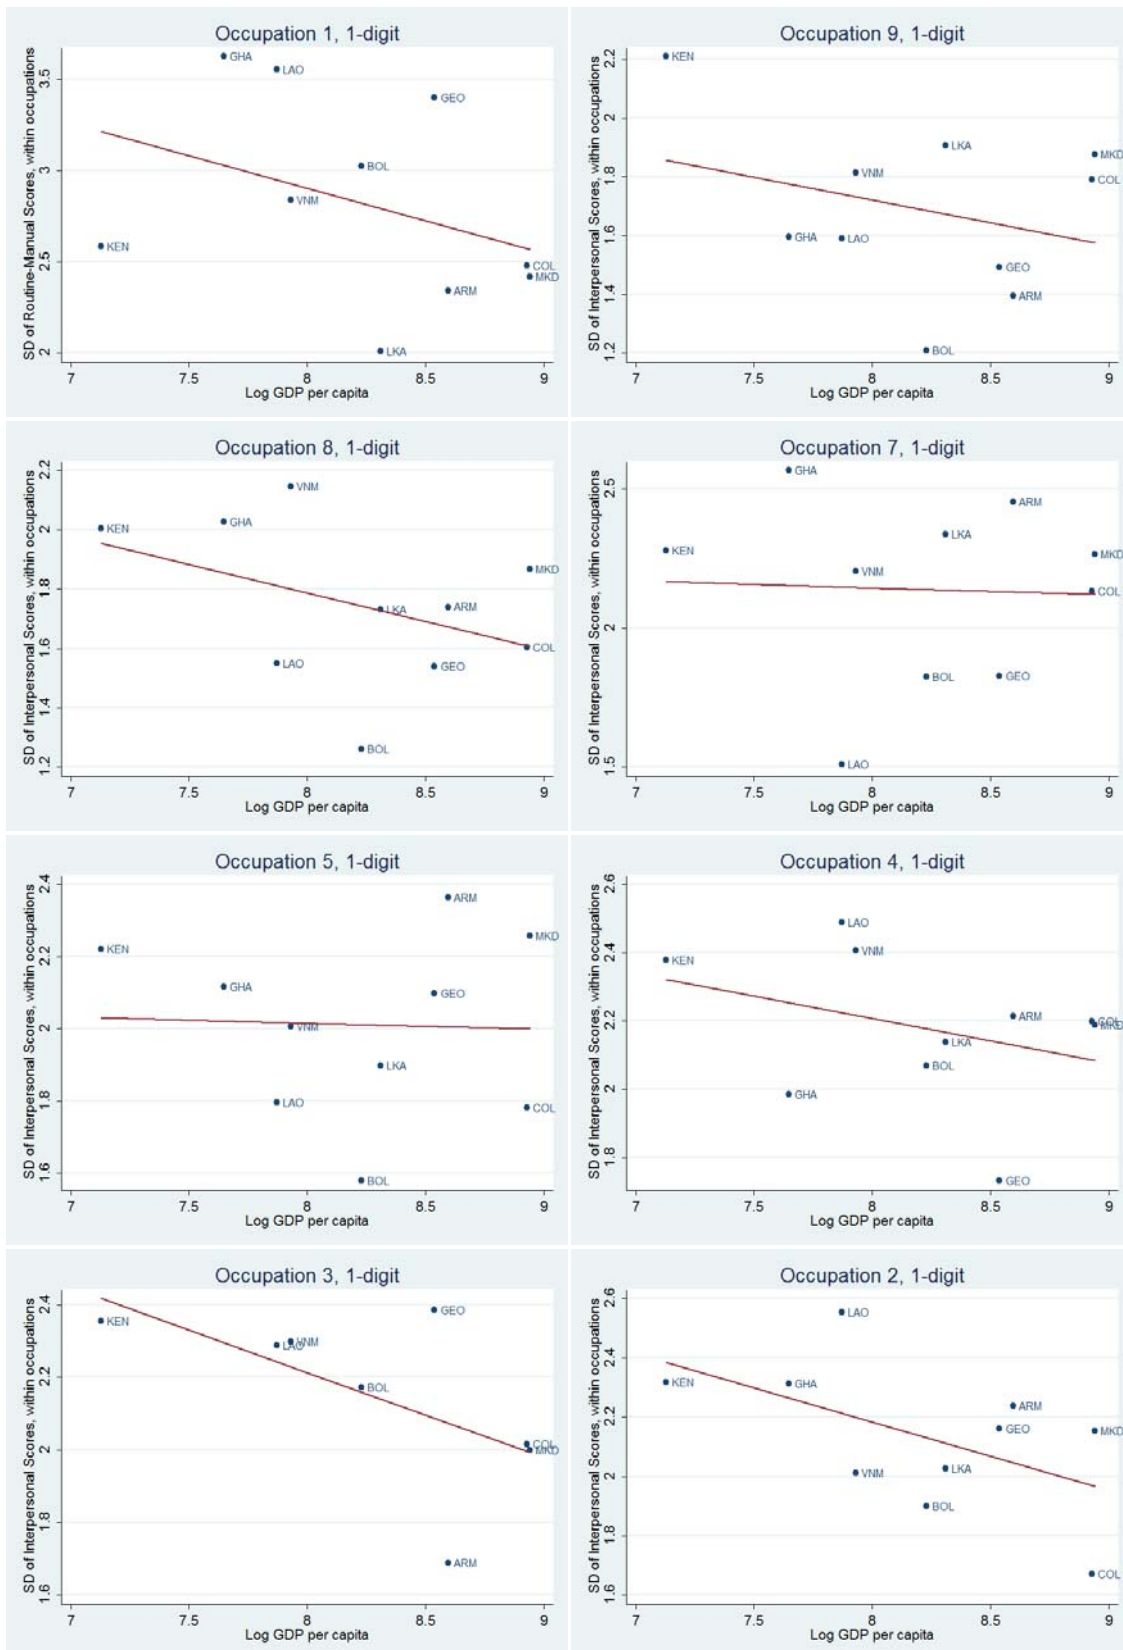 Occupation 1, 1-digit
SD of Routine-Manual Scores, within occupations
3.5
3
2.5
2
GHA
LAO
GEO
BOL
VNM
KEN
COL
MKD
ARM
LKA
7 7.5 8 8.5 9
Log GDP per capita
Occupation 9, 1-digit
SD of Interpersonal Scores, within occupations
2.2
2
1.8
1.6
1.4
1.2
KEN
LKA
MKD
VNM
COL
GHA
LAO
GEO
ARM
BOL
7 7.5 8 8.5 9
Log GDP per capita
Occupation 8, 1-digit
SD of Interpersonal Scores, within occupations
2.2
2
1.8
1.6
1.4
1.2
VNM
GHA
KEN
MKD
LKA
ARM
COL
LAO
GEO
BOL
7 7.5 8 8.5 9
Log GDP per capita
Occupation 7, 1-digit
SD of Interpersonal Scores, within occupations
2.5
2
1.5
GHA
ARM
LKA
KEN
MKD
VNM
COL
BOL
GEO
LAO
7 7.5 8 8.5 9
Log GDP per capita
Occupation 5, 1-digit
SD of Interpersonal Scores, within occupations
2.4
2.2
2
1.8
1.6
ARM
MKD
KEN
GHA
GEO
VNM
LKA
LAO
COL
BOL
7 7.5 8 8.5 9
Log GDP per capita
Occupation 4, 1-digit
SD of Interpersonal Scores, within occupations
2.6
2.4
2.2
2
1.8
LAO
VNM
KEN
ARM
COL
MKD
LKA
BOL
GHA
GEO
7 7.5 8 8.5 9
Log GDP per capita
Occupation 3, 1-digit
SD of Interpersonal Scores, within occupations
2.4
2.2
2
1.8
1.6
GEO
KEN
VNM
LAO
BOL
COL
MKD
ARM
7 7.5 8 8.5 9
Log GDP per capita
Occupation 2, 1-digit
SD of Interpersonal Scores, within occupations
2.6
2.4
2.2
2
1.8
1.6
LAO
KEN
GHA
ARM
GEO
MKD
VNM
LKA
BOL
COL
7 7.5 8 8.5 9
Log GDP per capita